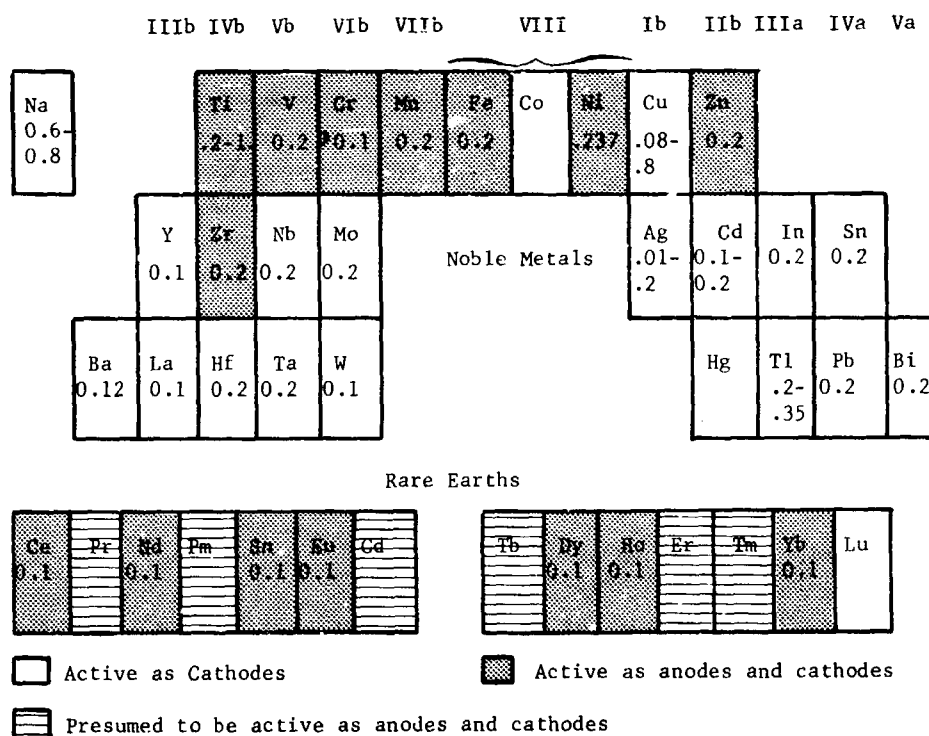 IIIb IVb Vb VIb VIIb VIII Ib IIb IIIa IVa Va
Na Ti V Cr Mn Fe Co Ni Cu Zn
0.6- .2-1. 0.2 0.1 0.2 0.2 .237 .08- 0.2
0.8 .8
Y Zr Nb Mo Noble Metals Ag Cd In Sn
0.1 0.2 0.2 0.2 .01- 0.1- 0.2 0.2
.2 0.2
Ba La Hf Ta W Hg Tl Pb Bi
0.12 0.1 0.2 0.2 0.1 .2- 0.2 0.2
.35
Rare Earths
Ce Pr Nd Pm Sn Eu Cd Tb Dy Ho Er Tm Yb Lu
0.1 0.1 0.1 0.1 0.1 0.1 0.1
Active as Cathodes Active as anodes and cathodes
Presumed to be active as anodes and cathodes